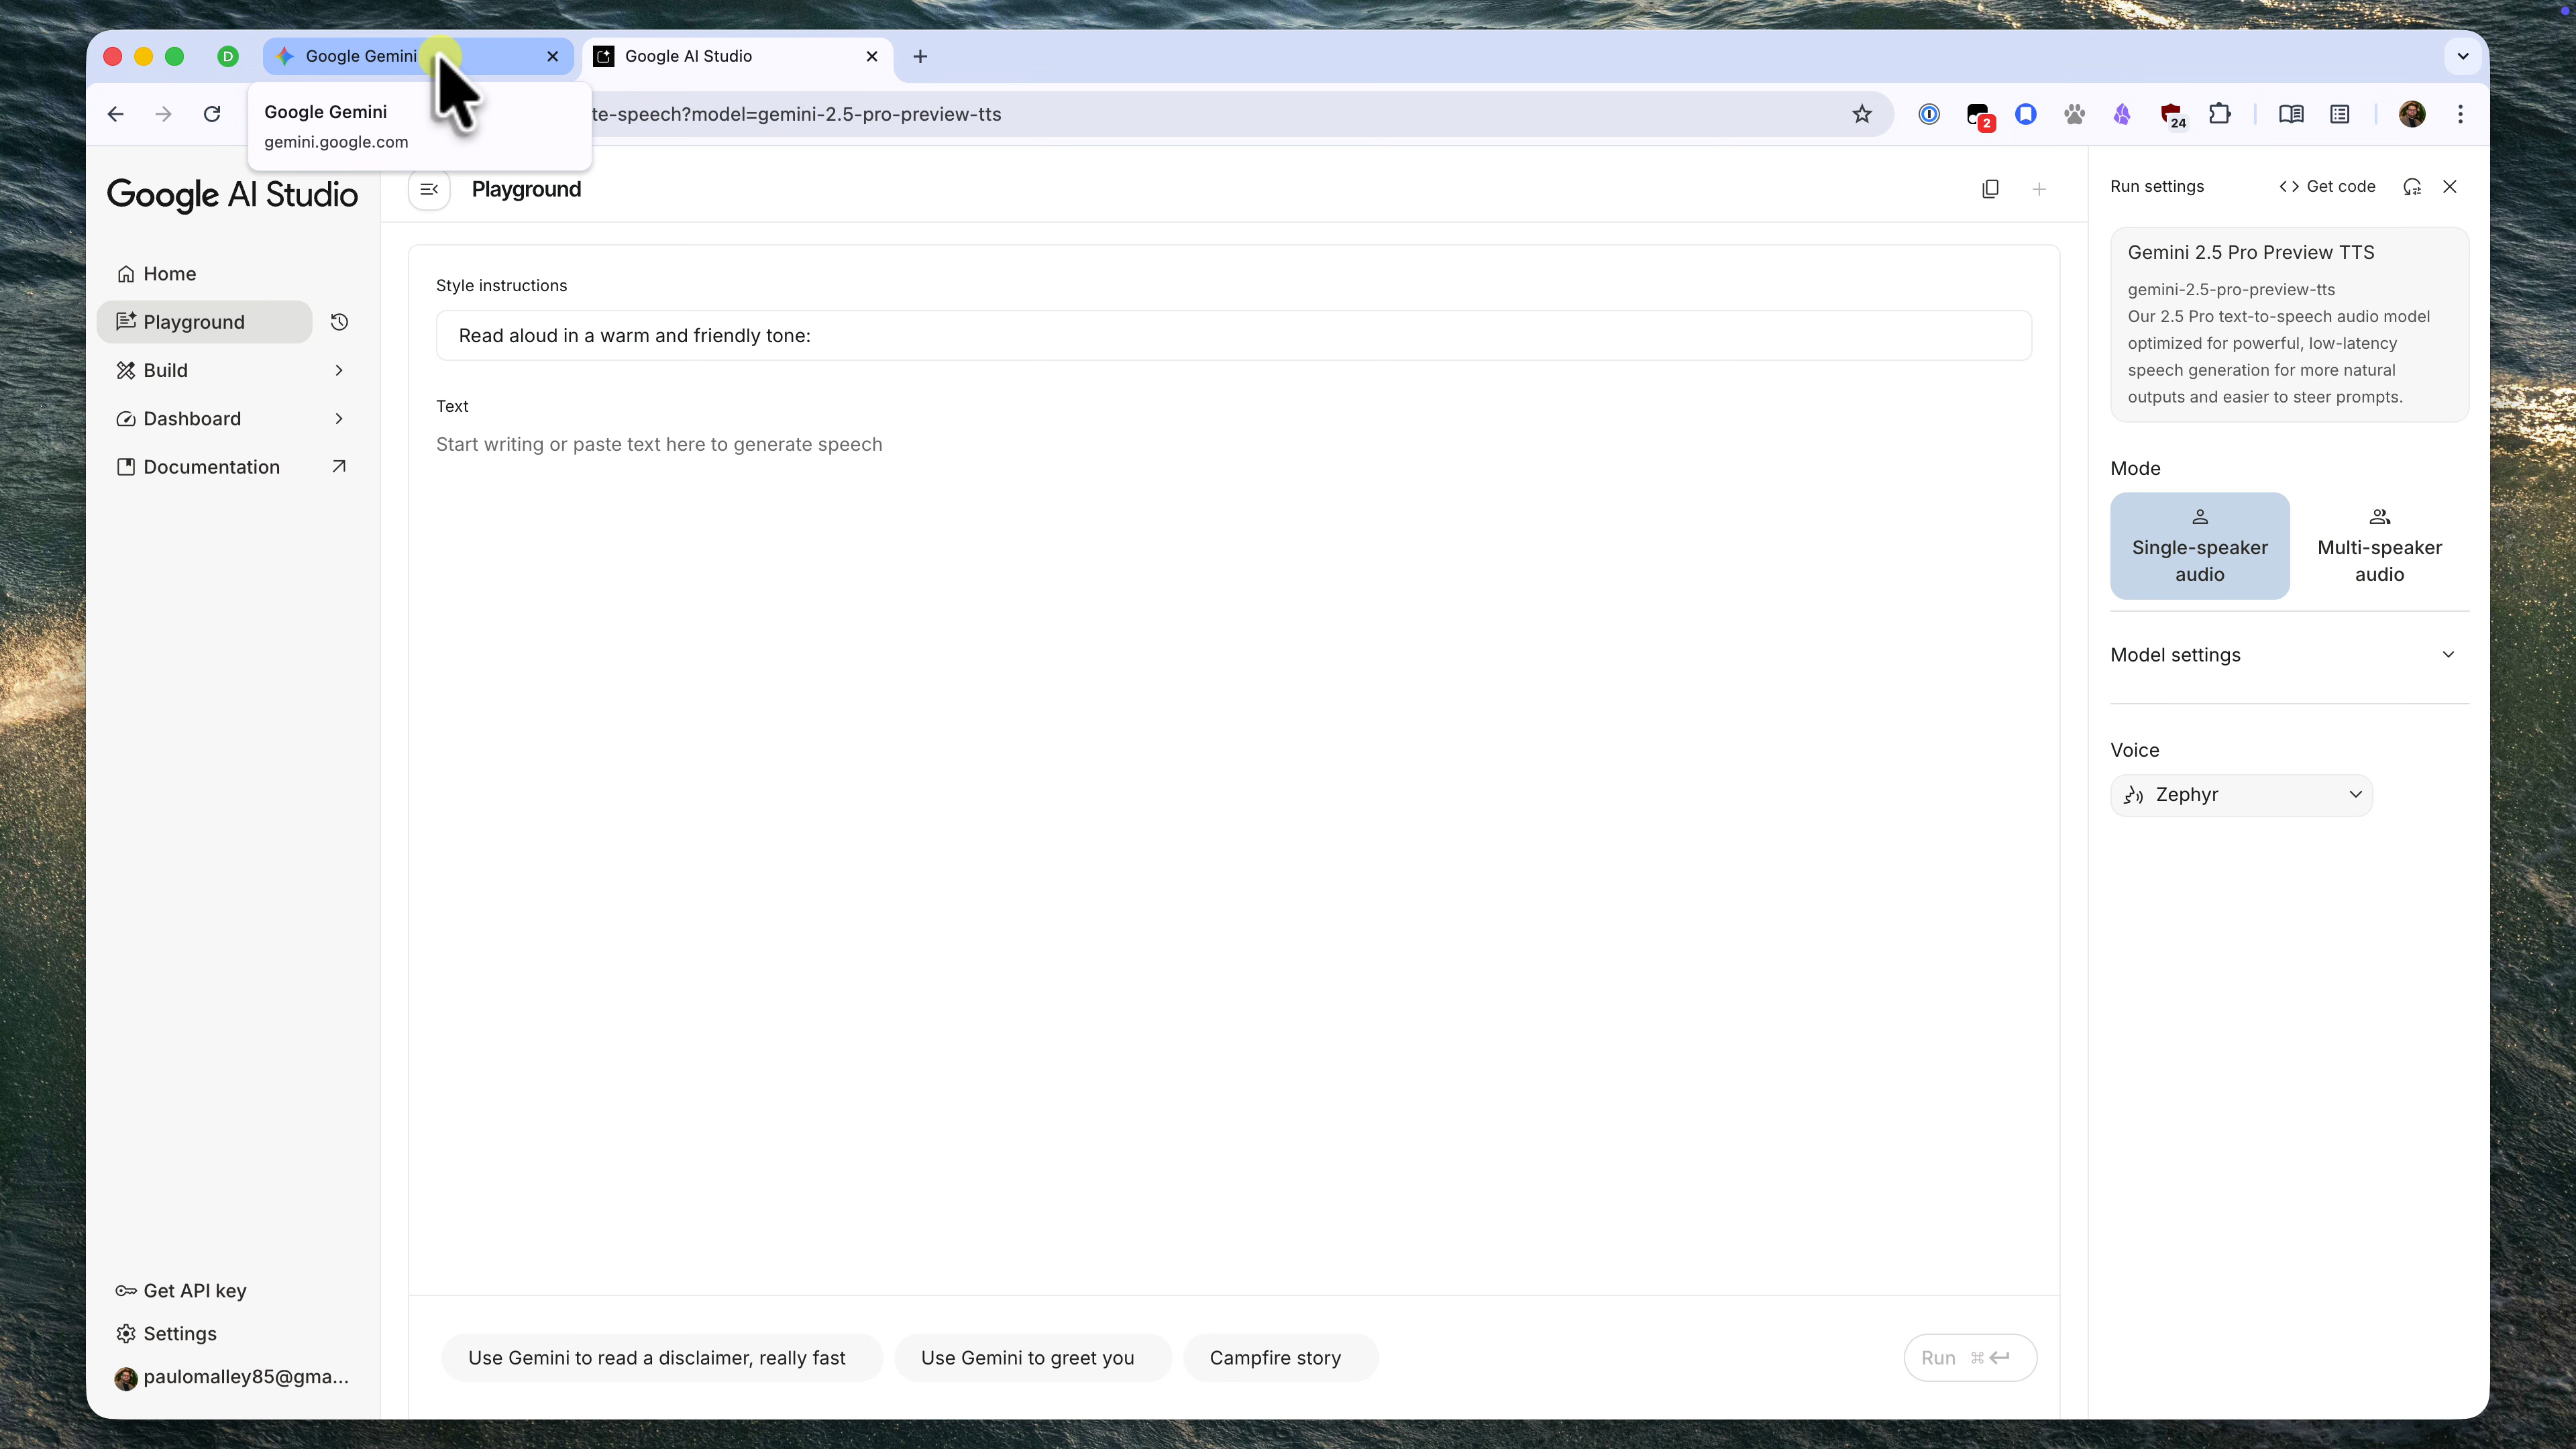 D
Google Gemini
Google AI Studio
Google Gemini
gemini.google.com
te-speech?model=gemini-2.5-pro-preview-tts
2
24
Google AI Studio
Home
Playground
Build
Dashboard
Documentation
Get API key
Settings
paulomalley85@gma...
Playground
Style instructions
Read aloud in a warm and friendly tone:
Text
Start writing or paste text here to generate speech
Use Gemini to read a disclaimer, really fast
Use Gemini to greet you
Campfire story
Run ⌘
Run settings
Get code
Gemini 2.5 Pro Preview TTS
gemini-2.5-pro-preview-tts
Our 2.5 Pro text-to-speech audio model
optimized for powerful, low-latency
speech generation for more natural
outputs and easier to steer prompts.
Mode
Single-speaker
audio
Multi-speaker
audio
Model settings
Voice
Zephyr